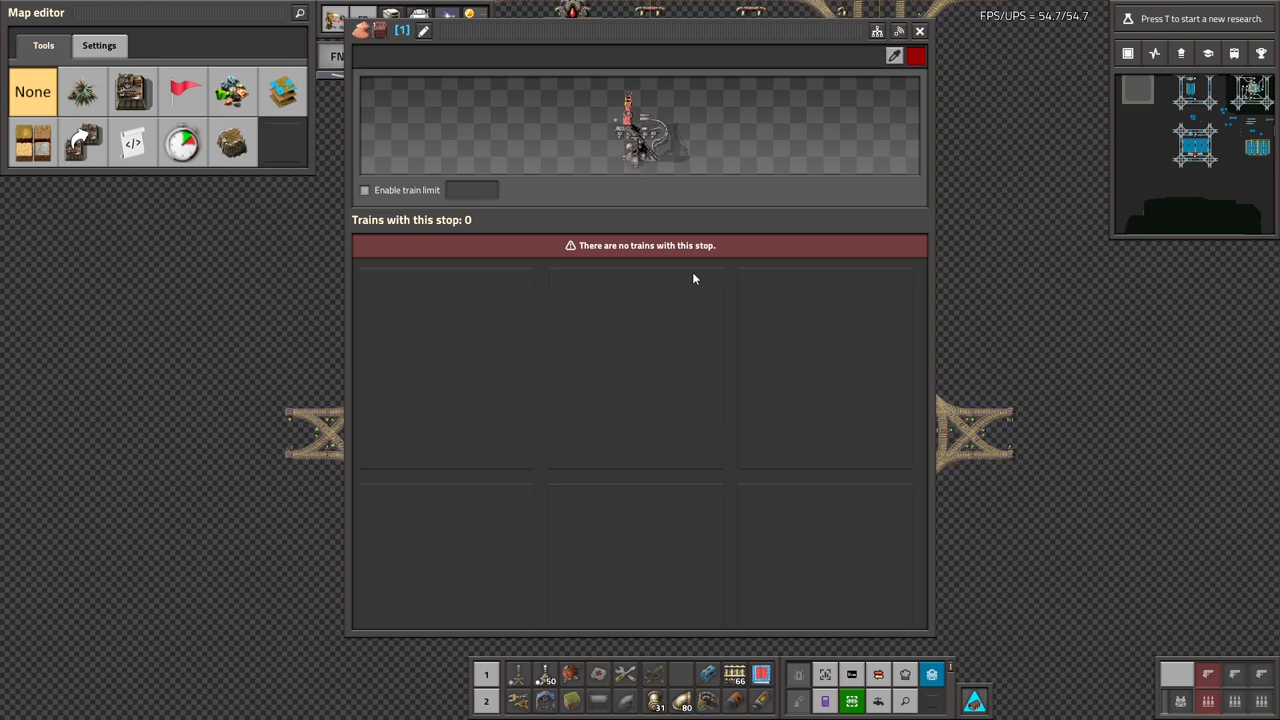 Map editor
Tools
Settings
None
</>
FN
[1]
Enable train limit
Trains with this stop: 0
There are no trains with this stop.
FPS/UPS = 54.7/54.7
Press T to start a new research.
1
50
66
2
31
80